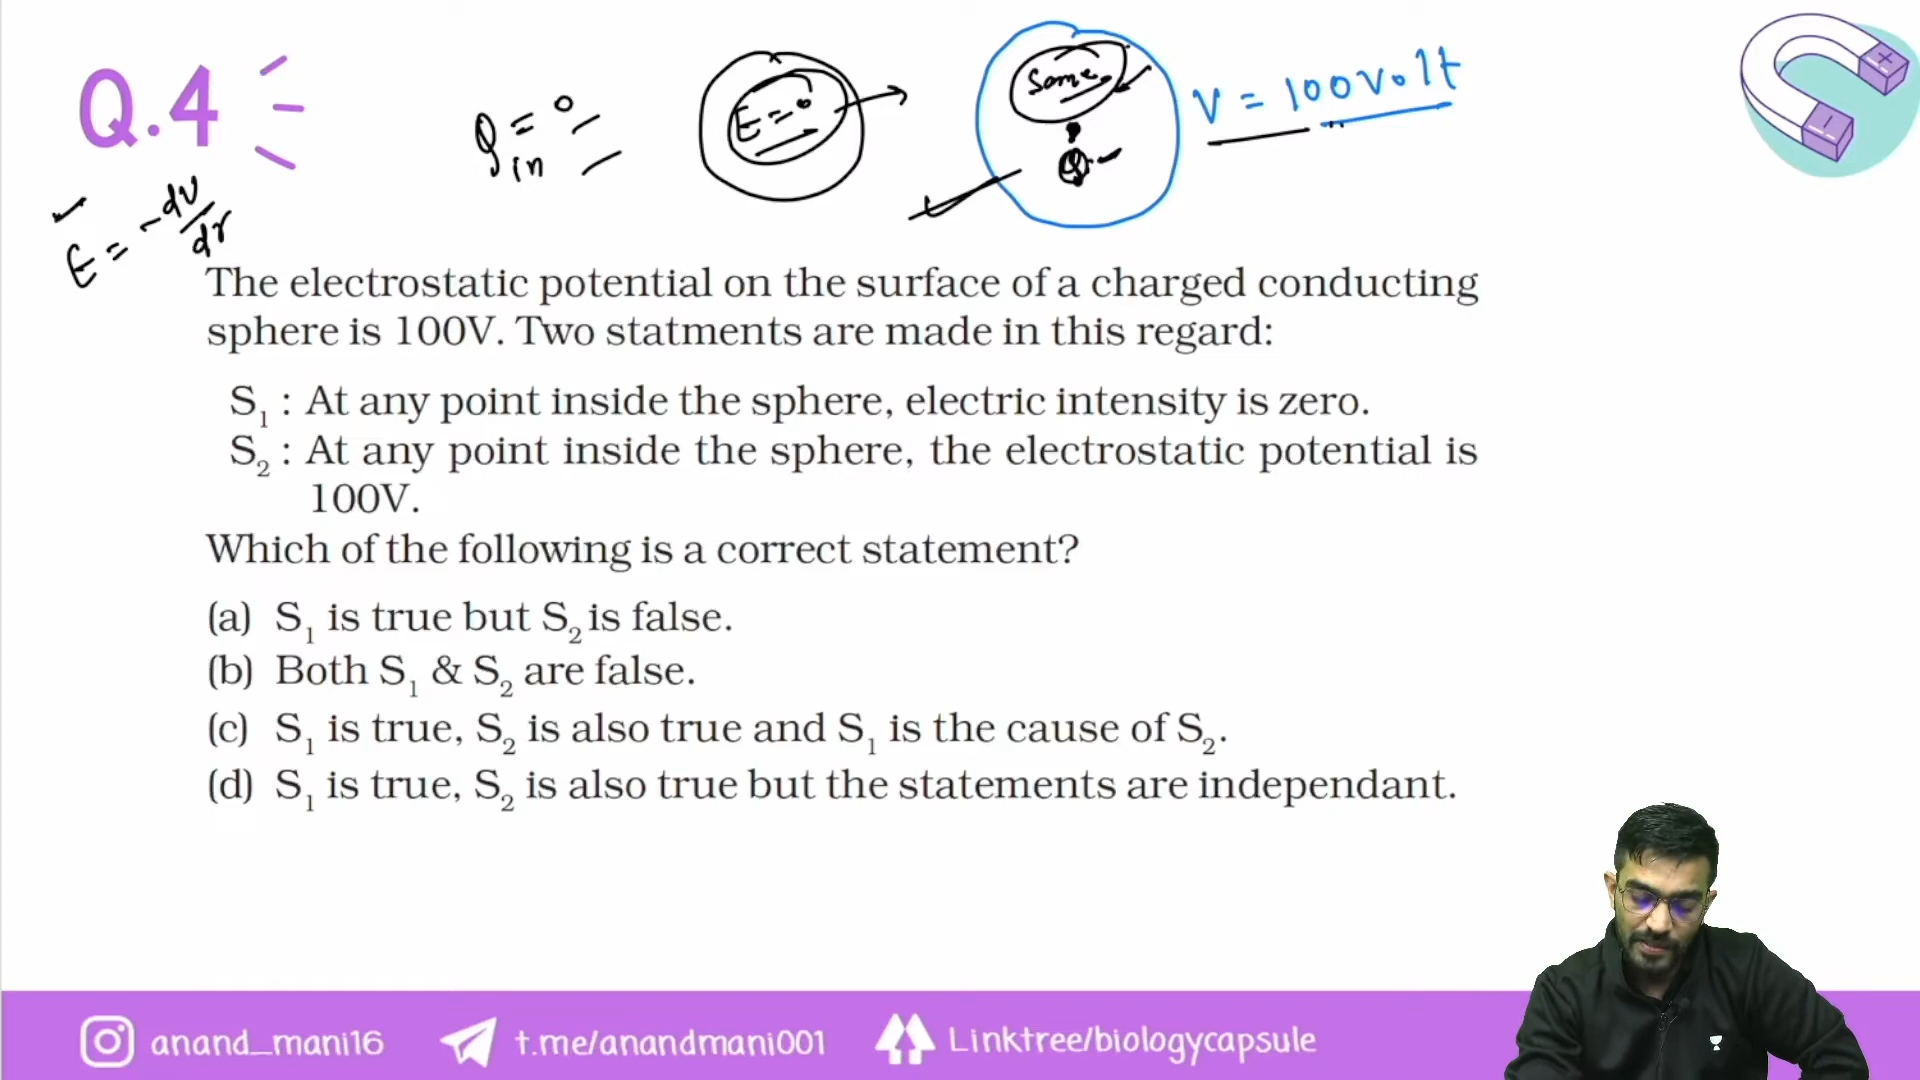 Q.4
Q in = 0
E = 0
Same
Q
V = 100 Volt
E = - dV/dr
The electrostatic potential on the surface of a charged conducting
sphere is 100V. Two statments are made in this regard:
S₁ : At any point inside the sphere, electric intensity is zero.
S₂ : At any point inside the sphere, the electrostatic potential is
100V.
Which of the following is a correct statement?
(a) S₁ is true but S₂ is false.
(b) Both S₁ & S₂ are false.
(c) S₁ is true, S₂ is also true and S₁ is the cause of S₂.
(d) S₁ is true, S₂ is also true but the statements are independant.
anand_mani16
t.me/anandmani001
Linktree/biologycapsule